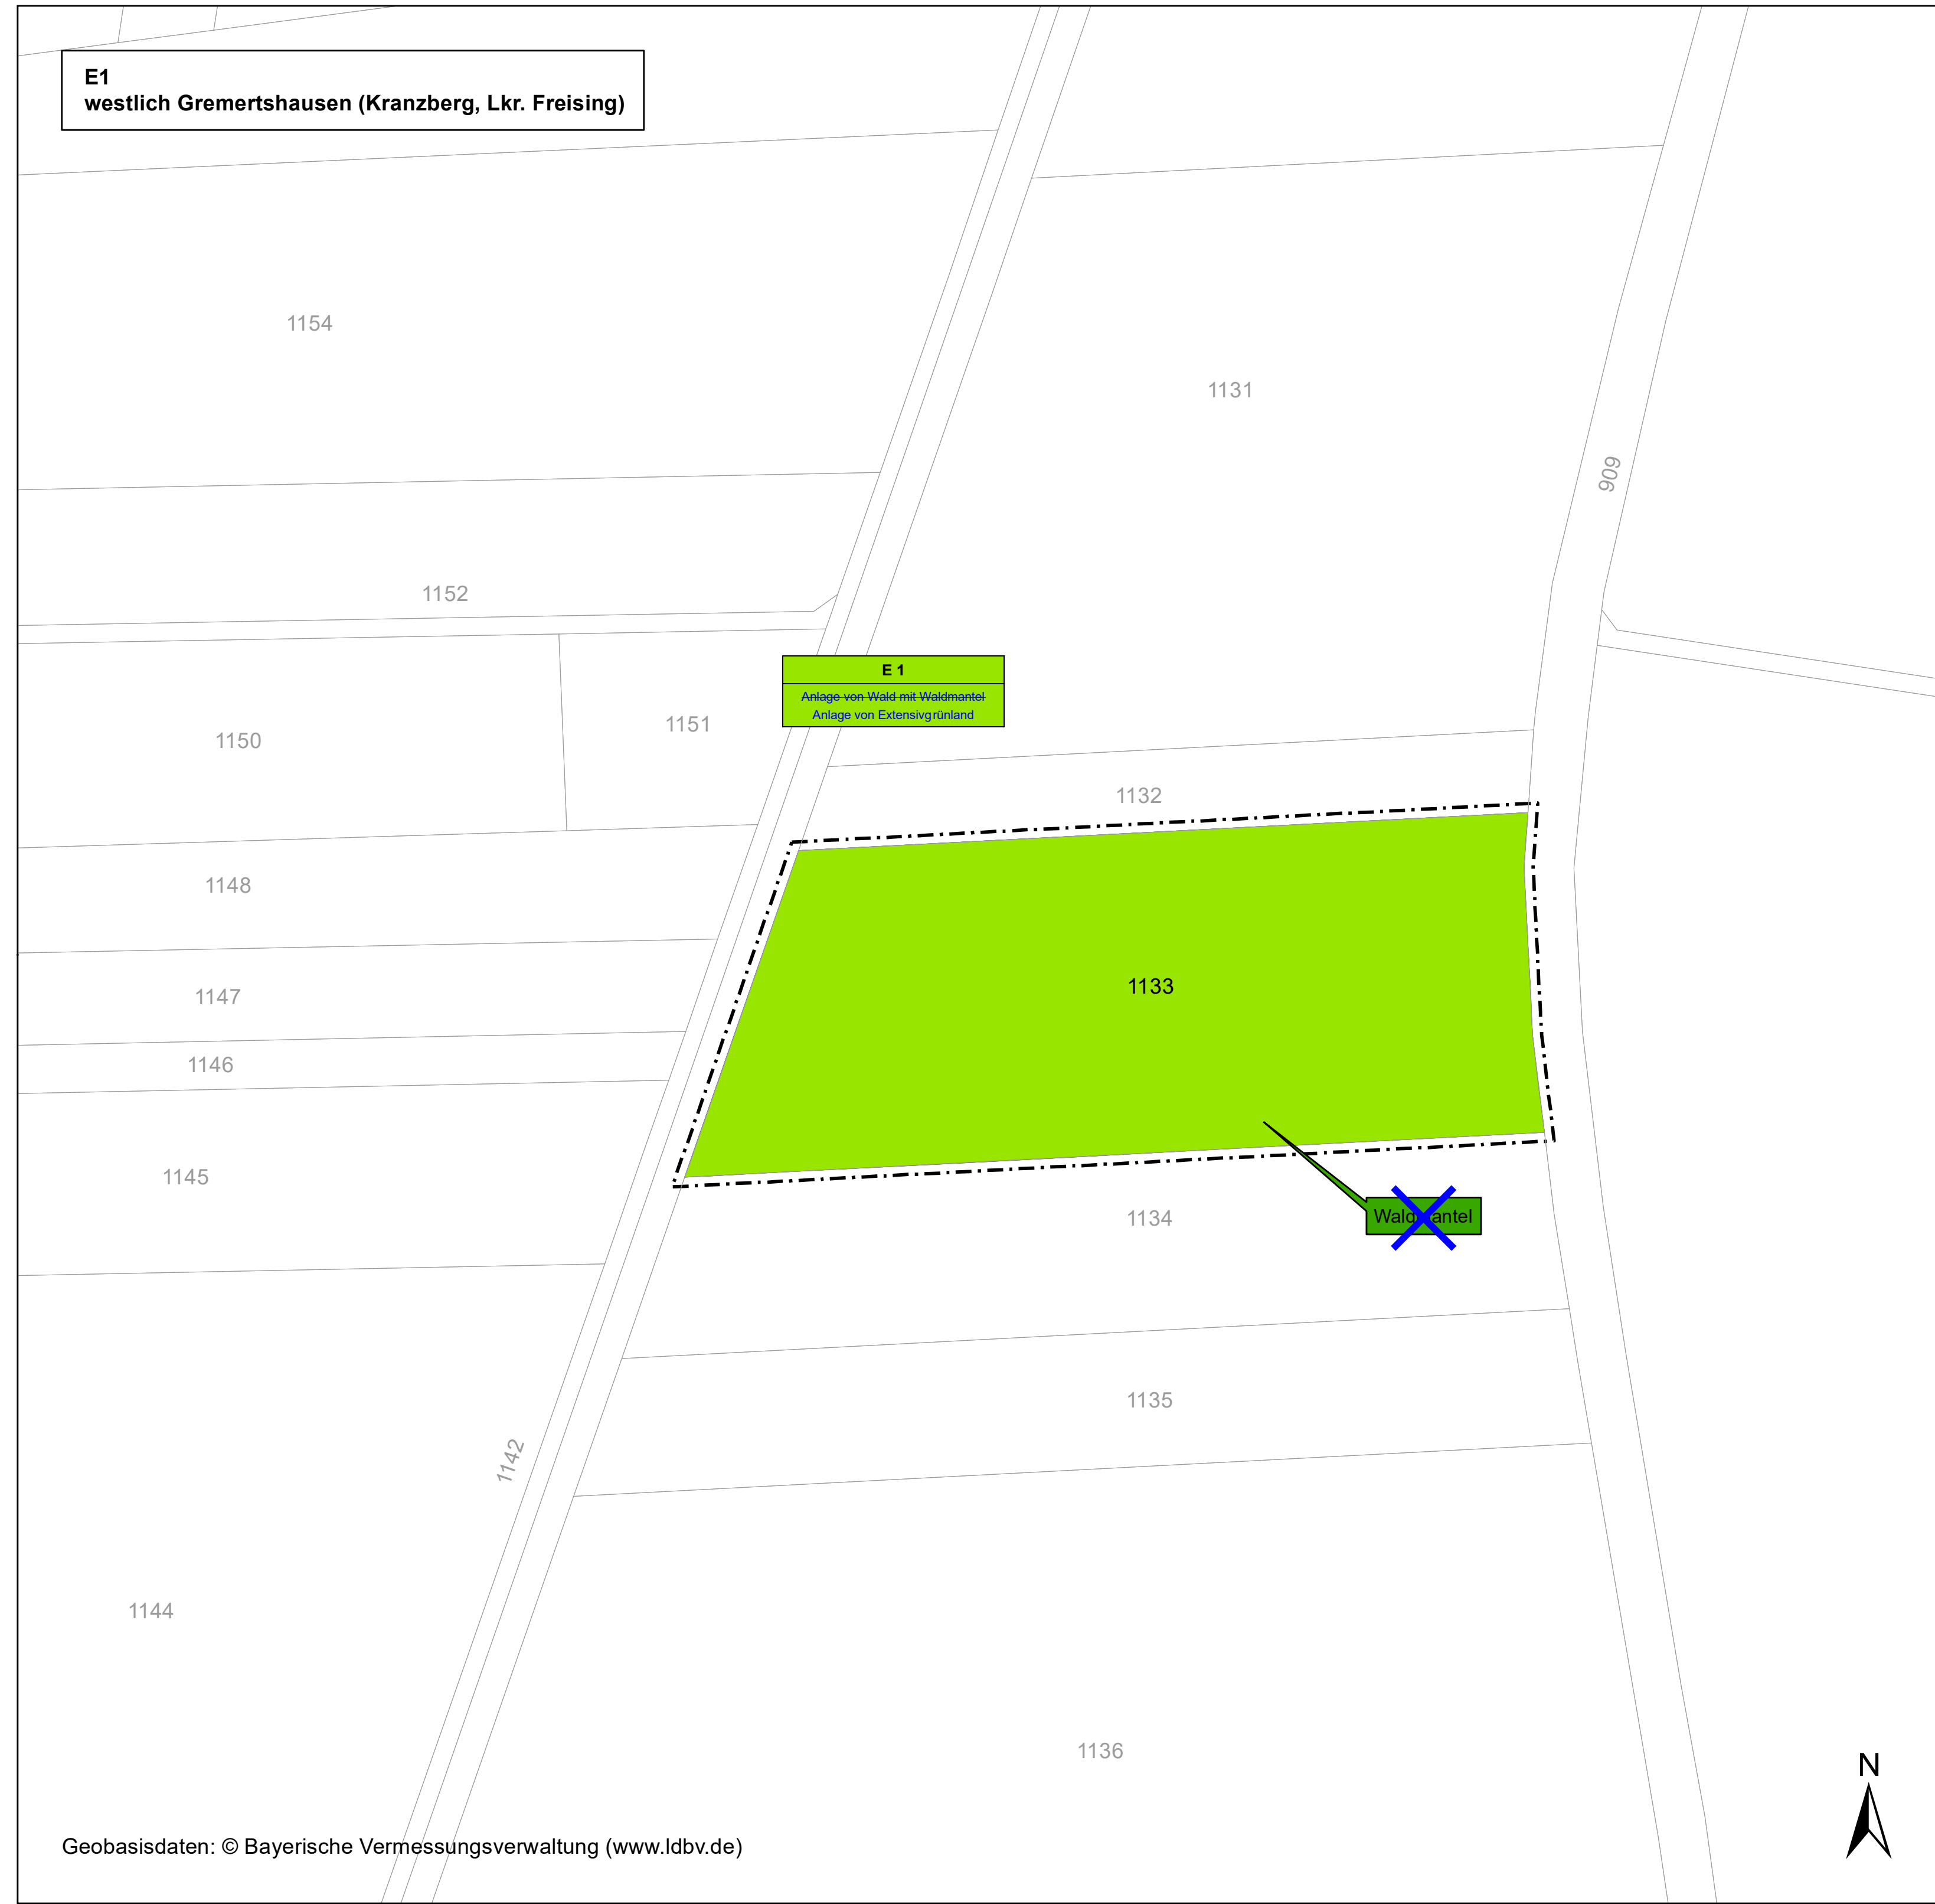 E1
westlich Gremertshausen (Kranzberg, Lkr. Freising)
1154
1131
909
1152
E 1
Anlage von Wald mit Waldmantel
Anlage von Extensivgrünland
1151
1150
1132
1148
1133
1147
1146
1145
1134
Waldmantel
1135
1142
1144
1136
N
Geobasisdaten: © Bayerische Vermessungsverwaltung (www.ldbv.de)